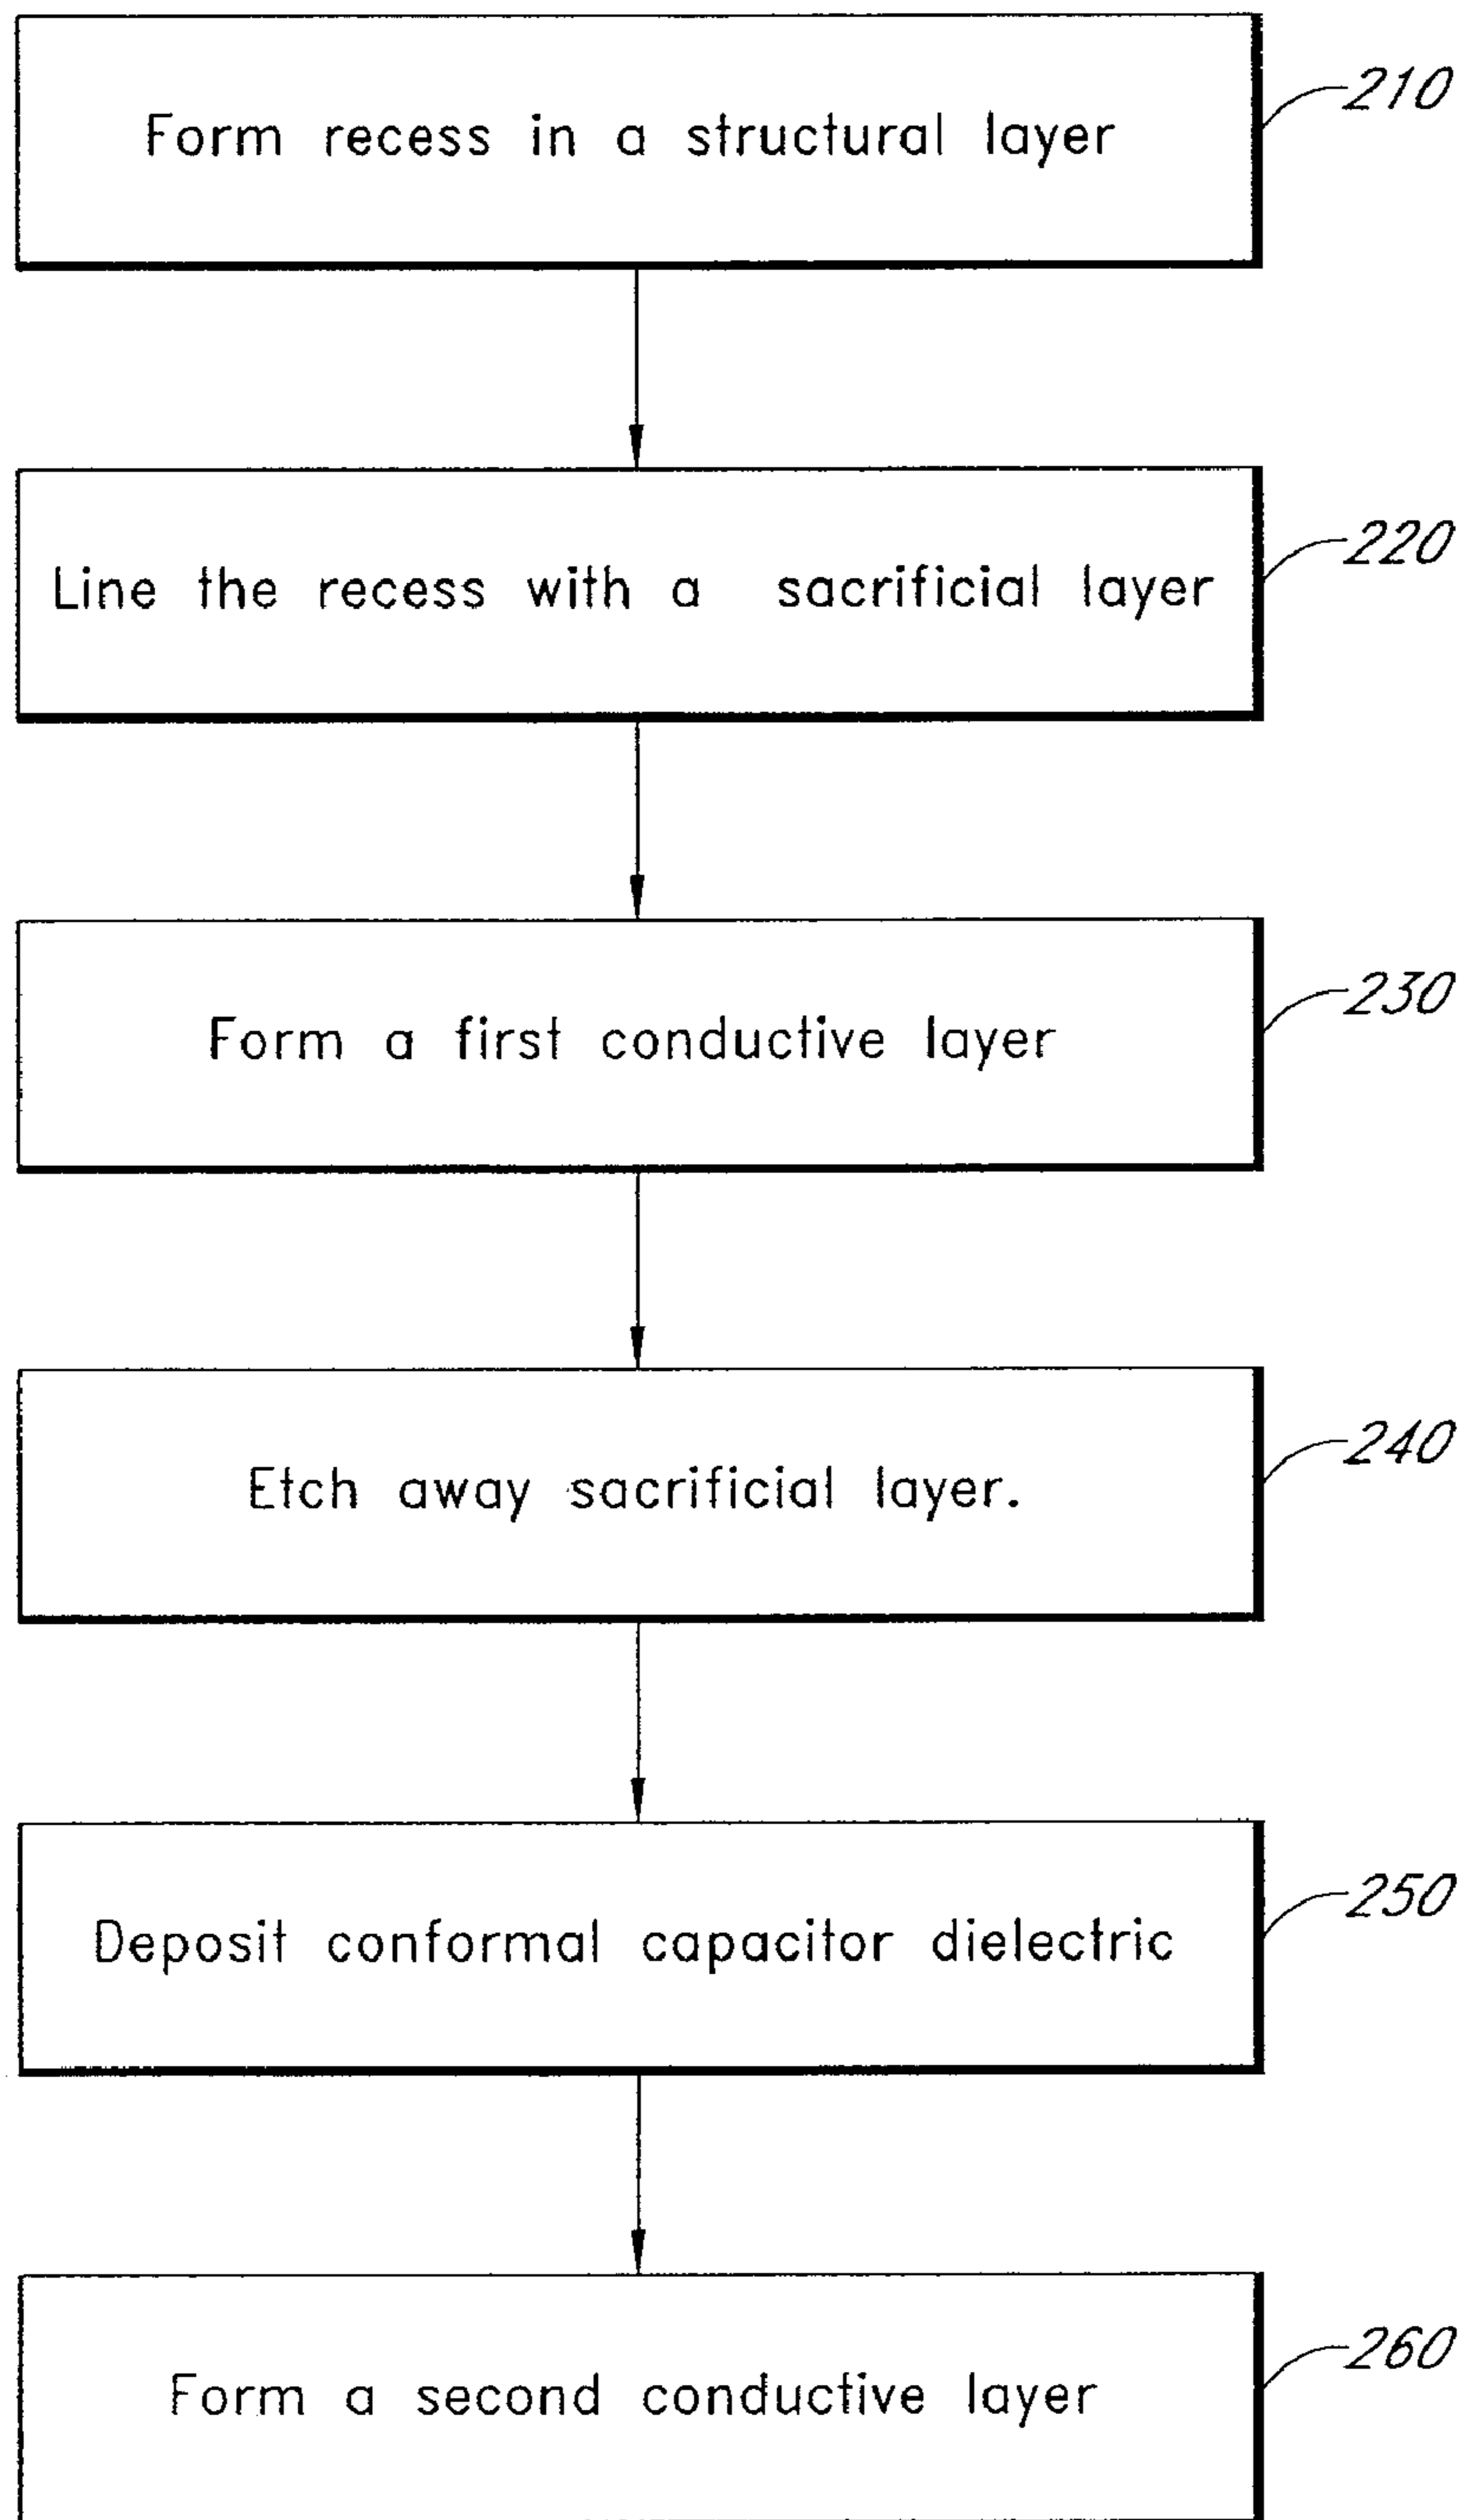 Form recess in a structural layer
210
Line the recess with a sacrificial layer
220
Form a first conductive layer
230
Etch away sacrificial layer.
240
Deposit conformal capacitor dielectric
250
Form a second conductive layer
260